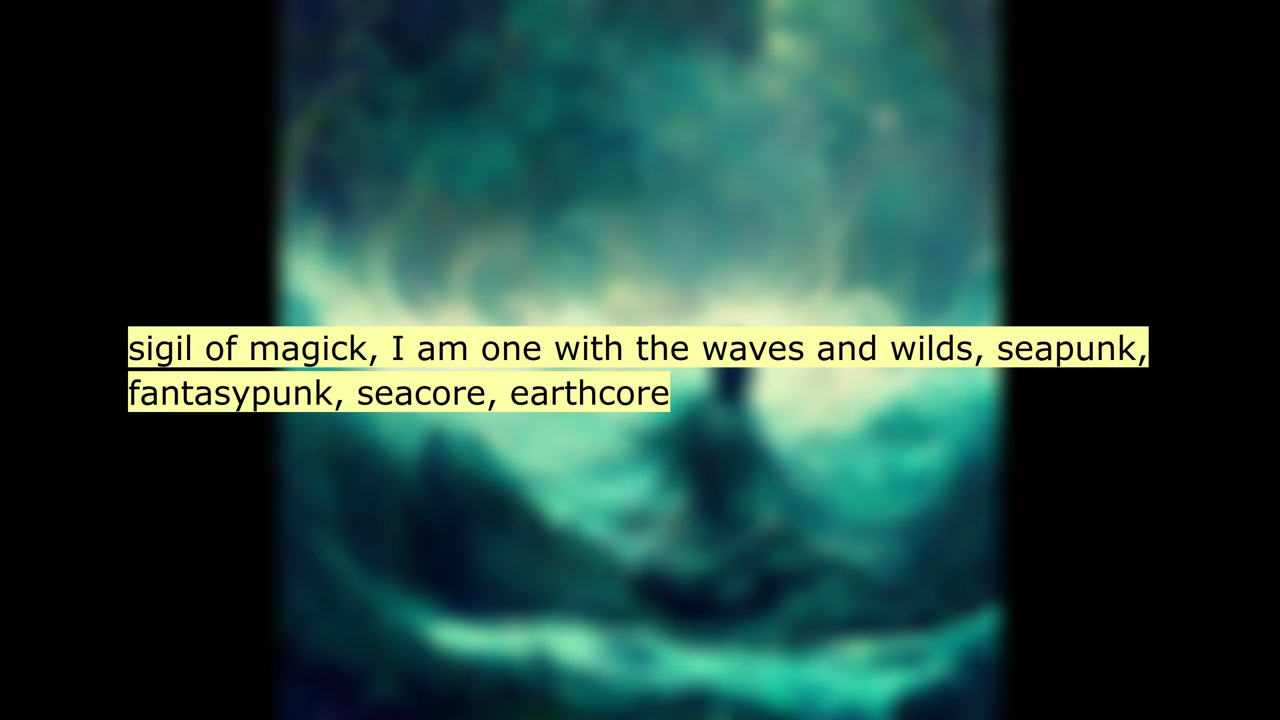 sigil of magick, I am one with the waves and wilds, seapunk,
fantasypunk, seacore, earthcore